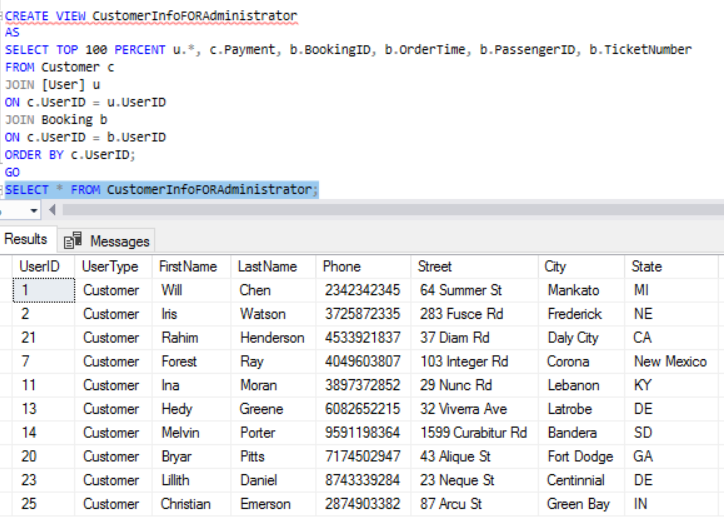 CREATE VIEW CustomerInfoFORAdministrator
AS
SELECT TOP 100 PERCENT u.*, c.Payment, b.BookingID, b.OrderTime, b.PassengerID, b.TicketNumber
FROM Customer c
JOIN [User] u
ON c.UserID = u.UserID
JOIN Booking b
ON c.UserID = b.UserID
ORDER BY c.UserID;
GO
SELECT * FROM CustomerInfoFORAdministrator;
Results Messages
UserID UserType FirstName LastName Phone Street City State
1 Customer Will Chen 2342342345 64 Summer St Mankato MI
2 Customer Iris Watson 3725872335 283 Fusce Rd Frederick NE
21 Customer Rahim Henderson 4533921837 37 Diam Rd Daly City CA
7 Customer Forest Ray 4049603807 103 Integer Rd Corona New Mexico
11 Customer Ina Moran 3897372852 29 Nunc Rd Lebanon KY
13 Customer Hedy Greene 6082652215 32 Viverra Ave Latrobe DE
14 Customer Melvin Porter 9591198364 1599 Curabitur Rd Bandera SD
20 Customer Bryar Pitts 7174502947 43 Alique St Fort Dodge GA
23 Customer Lillith Daniel 8743339284 23 Neque St Centinnial DE
25 Customer Christian Emerson 2874903382 87 Arcu St Green Bay IN